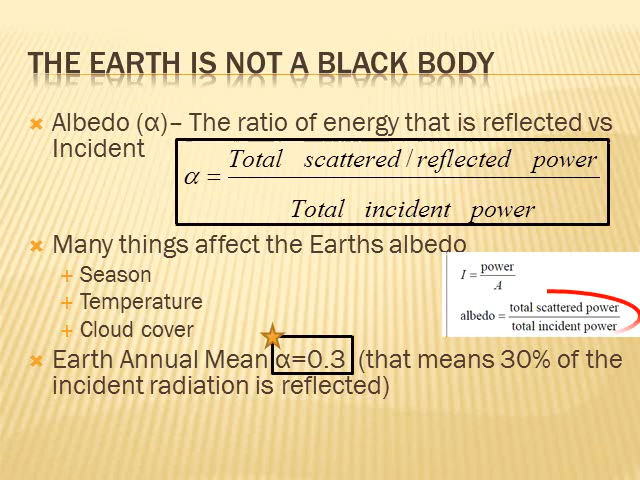 THE EARTH IS NOT A BLACK BODY
Albedo (α)– The ratio of energy that is reflected vs
Incident
α = Total scattered / reflected power
Total incident power
Many things affect the Earths albedo
Season
Temperature
Cloud cover
I = power
A
albedo = total scattered power
total incident power
Earth Annual Mean α=0.3 (that means 30% of the
incident radiation is reflected)